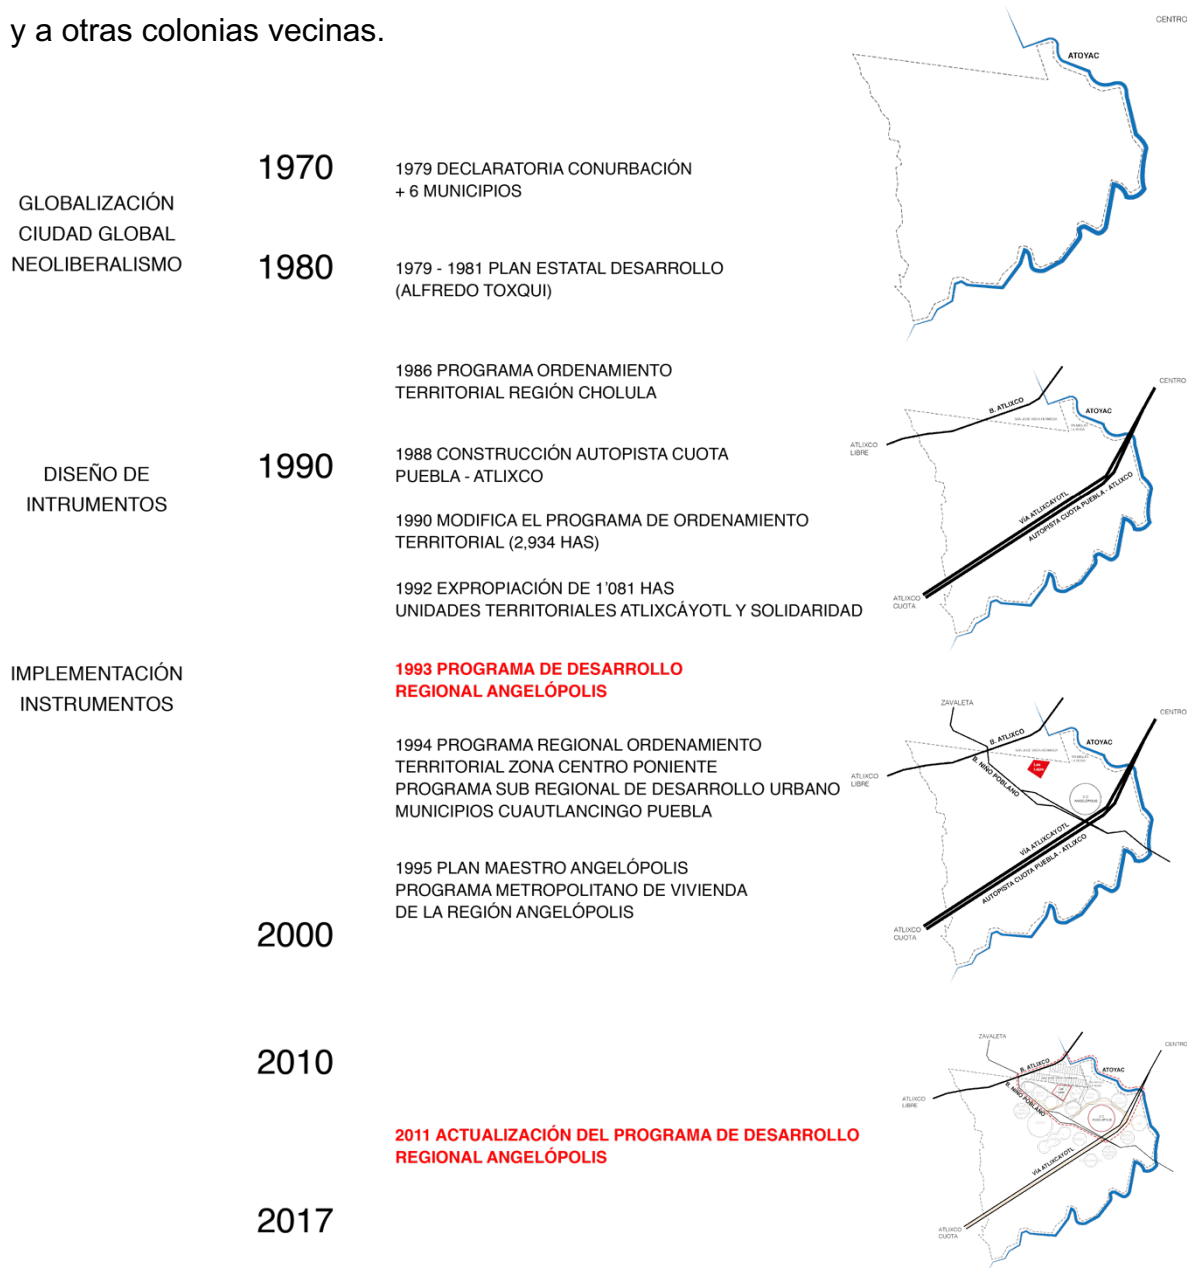 y a otras colonias vecinas.
GLOBALIZACIÓN
CIUDAD GLOBAL
NEOLIBERALISMO
1970
1979 DECLARATORIA CONURBACIÓN
+ 6 MUNICIPIOS
1980
1979 - 1981 PLAN ESTATAL DESARROLLO
(ALFREDO TOXQUI)
CENTRO
ATOYAC
1986 PROGRAMA ORDENAMIENTO
TERRITORIAL REGIÓN CHOLULA
DISEÑO DE
INTRUMENTOS
1990
1988 CONSTRUCCIÓN AUTOPISTA CUOTA
PUEBLA - ATLIXCO
1990 MODIFICA EL PROGRAMA DE ORDENAMIENTO
TERRITORIAL (2,934 HAS)
1992 EXPROPIACIÓN DE 1'081 HAS
UNIDADES TERRITORIALES ATLIXCÁYOTL Y SOLIDARIDAD
CENTRO
B. ATLIXCO
ATOYAC
ATLIXCO
LIBRE
VÍA ATLIXCAYOTL
AUTOPISTA CUOTA PUEBLA - ATLIXCO
ATLIXCO
CUOTA
IMPLEMENTACIÓN
INSTRUMENTOS
1993 PROGRAMA DE DESARROLLO
REGIONAL ANGELÓPOLIS
1994 PROGRAMA REGIONAL ORDENAMIENTO
TERRITORIAL ZONA CENTRO PONIENTE
PROGRAMA SUB REGIONAL DE DESARROLLO URBANO
MUNICIPIOS CUAUTLANCINGO PUEBLA
1995 PLAN MAESTRO ANGELÓPOLIS
PROGRAMA METROPOLITANO DE VIVIENDA
DE LA REGIÓN ANGELÓPOLIS
2000
ZAVALETA
CENTRO
B. ATLIXCO
ATOYAC
B. NIÑO POBLANO
ATLIXCO
LIBRE
ANGELÓPOLIS
VÍA ATLIXCAYOTL
AUTOPISTA CUOTA PUEBLA - ATLIXCO
ATLIXCO
CUOTA
2010
2011 ACTUALIZACIÓN DEL PROGRAMA DE DESARROLLO
REGIONAL ANGELÓPOLIS
2017
ZAVALETA
CENTRO
B. ATLIXCO
ATOYAC
B. NIÑO POBLANO
ATLIXCO
LIBRE
VÍA ATLIXCAYOTL
ATLIXCO
CUOTA